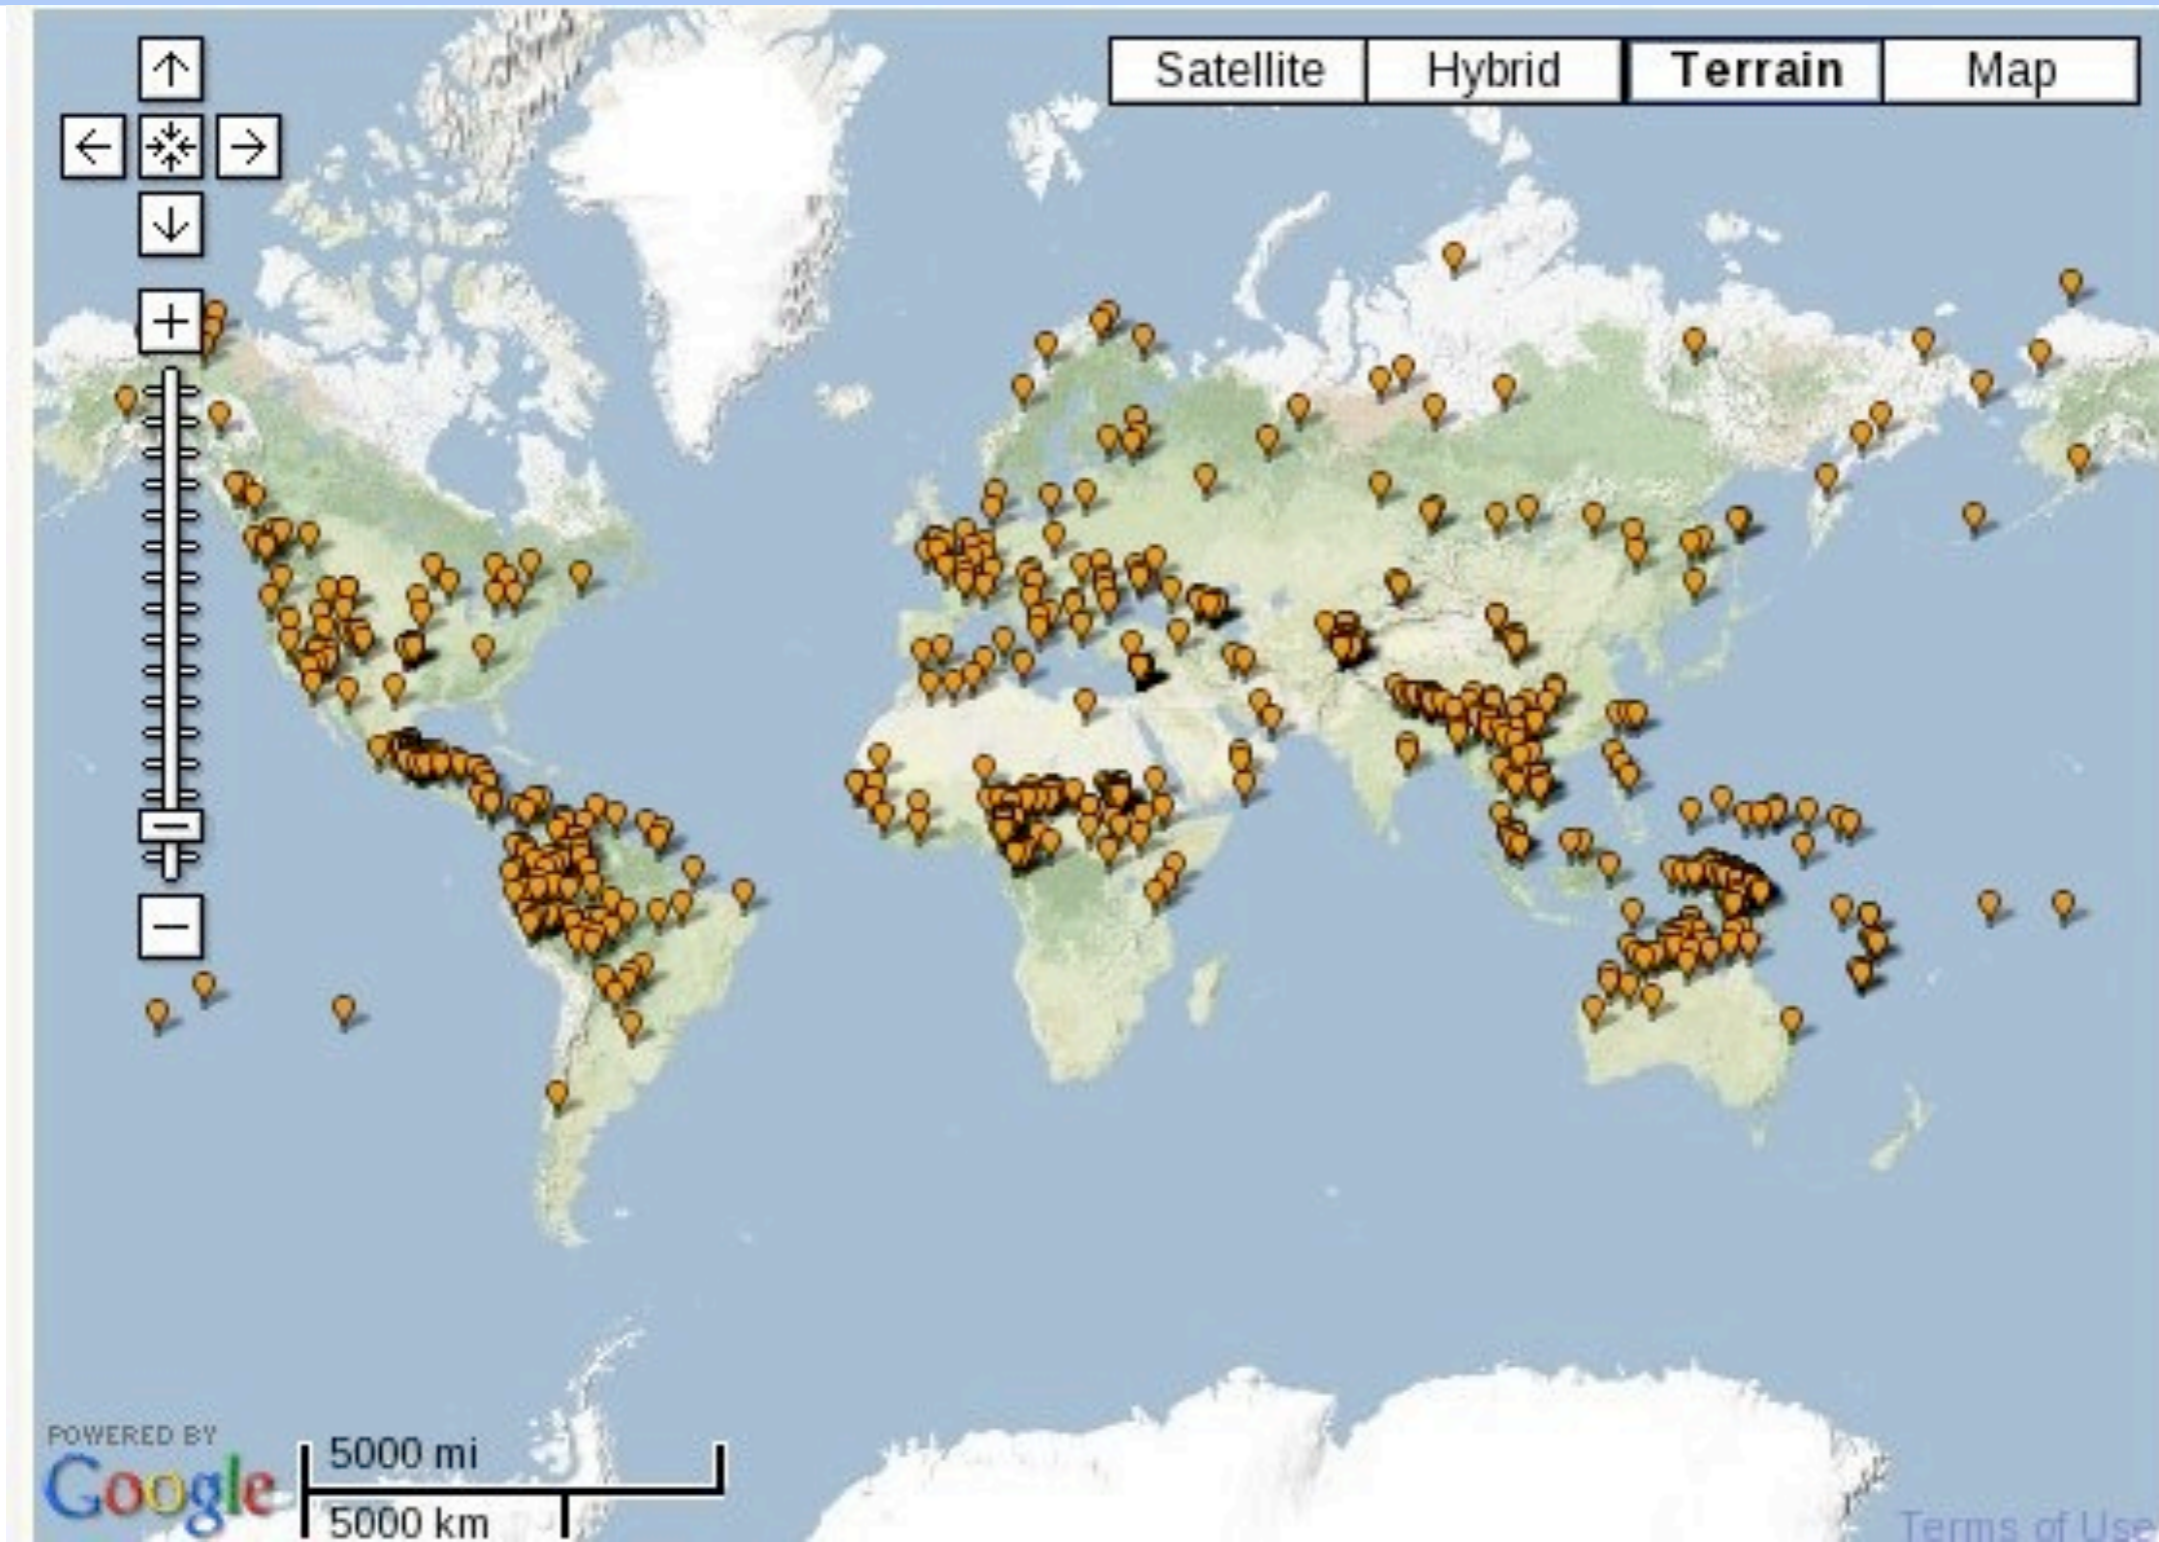 Satellite
Hybrid
Terrain
Map
POWERED BY
Google
5000 mi
5000 km
Terms of Use